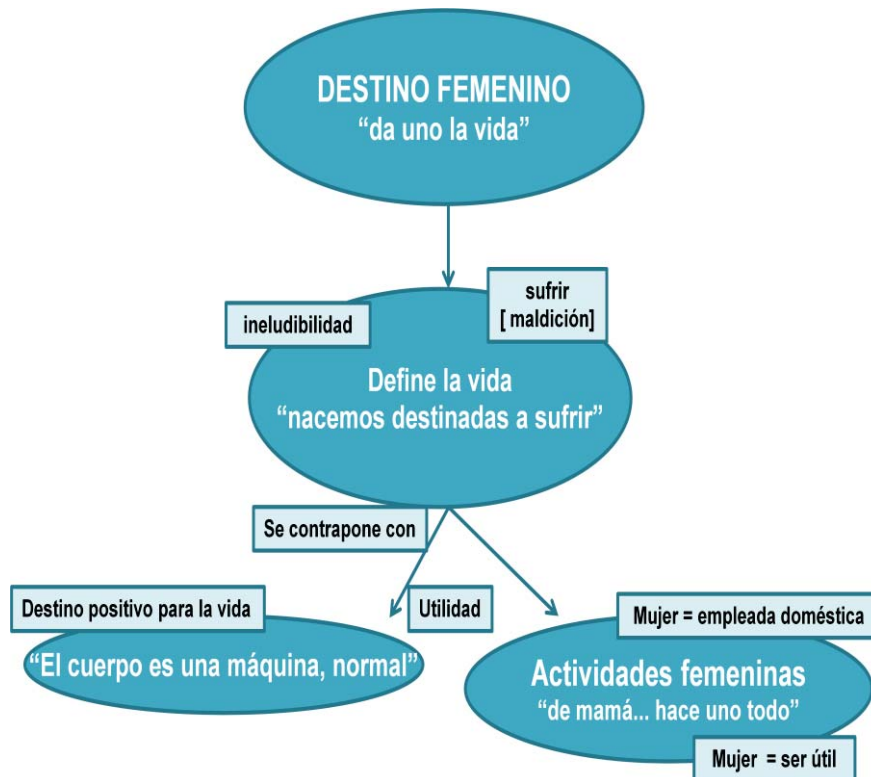 DESTINO FEMENINO
“da uno la vida”
ineludibilidad
sufrir
[ maldición]
Define la vida
“nacemos destinadas a sufrir”
Se contrapone con
Destino positivo para la vida
Utilidad
“El cuerpo es una máquina, normal”
Mujer = empleada doméstica
Actividades femeninas
“de mamá... hace uno todo”
Mujer = ser útil